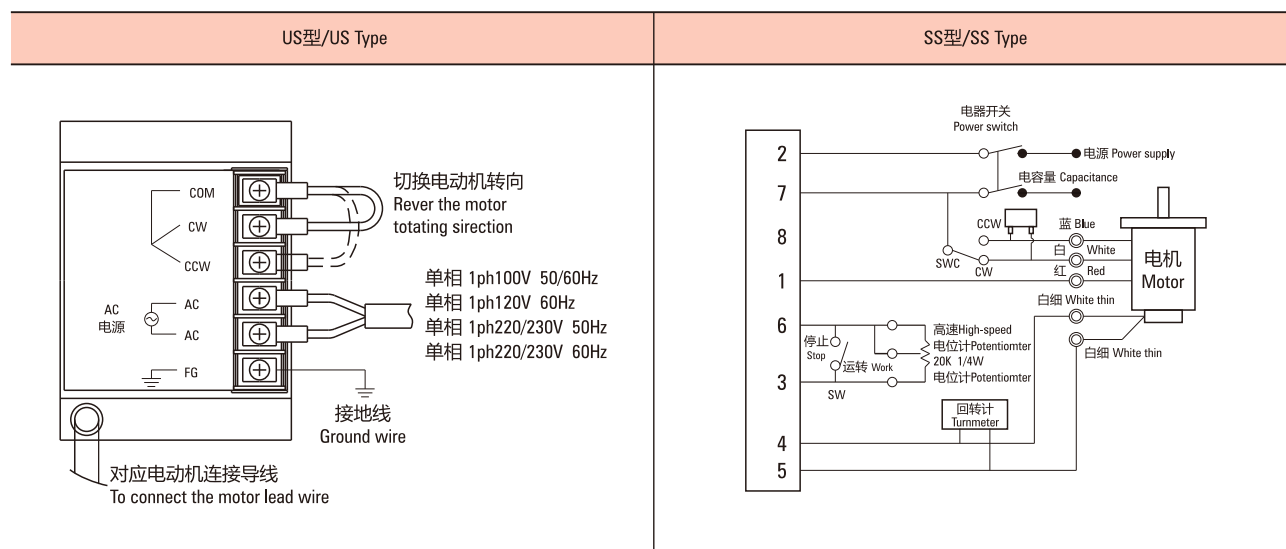 US型/US Type
SS型/SS Type
COM
CW
CCW
AC
电源
AC
AC
FG
切换电动机转向
Rever the motor
totating sirection
单相 1ph100V 50/60Hz
单相 1ph120V 60Hz
单相 1ph220/230V 50Hz
单相 1ph220/230V 60Hz
接地线
Ground wire
对应电动机连接导线
To connect the motor lead wire
电器开关
Power switch
2
电源 Power supply
7
电容量 Capacitance
8
CCW
蓝 Blue
白 White
SWC
CW
红 Red
1
电机
Motor
白细 White thin
6
高速High-speed
停止
Stop
电位计Potentiomter
20K 1/4W
运转 Work
白细 White thin
3
电位计Potentiomter
SW
回转计
Turnmeter
4
5